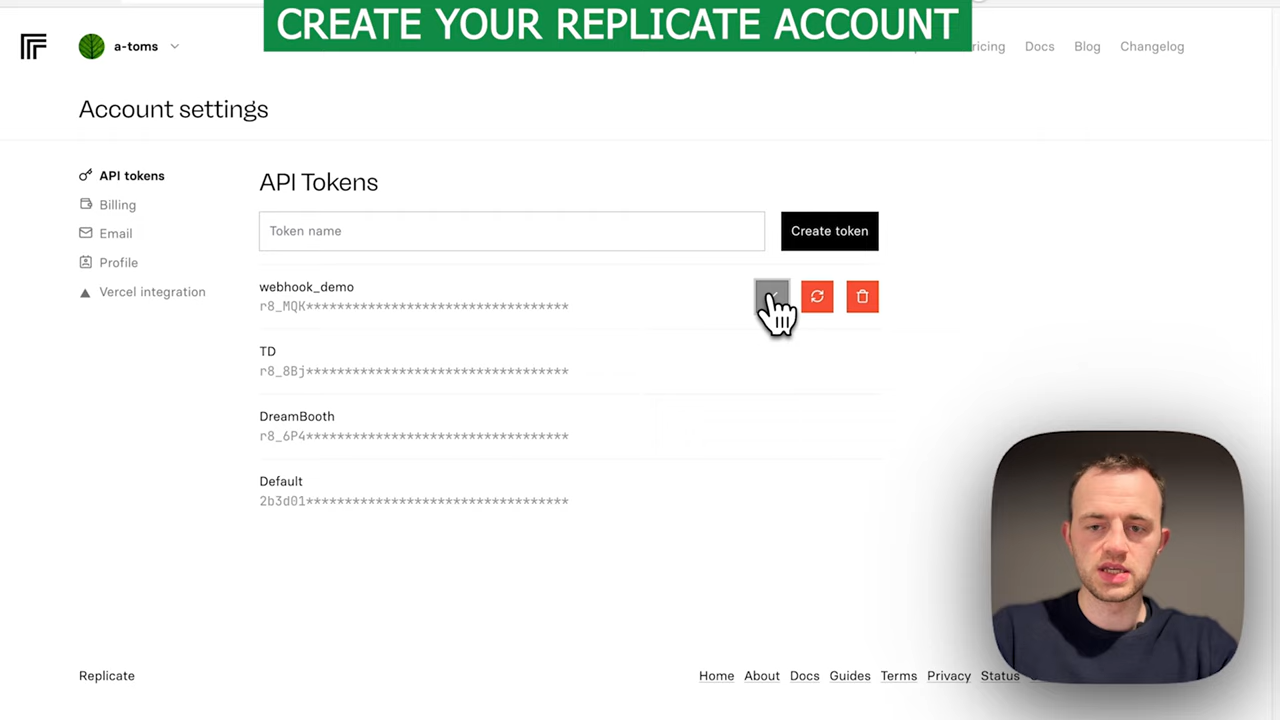 CREATE YOUR REPLICATE ACCOUNT
a-toms
Docs
Blog
Changelog
Account settings
API tokens
Billing
Email
Profile
Vercel integration
API Tokens
Token name
Create token
webhook_demo
r8_MQK**********************************
TD
r8_8Bj**********************************
DreamBooth
r8_6P4**********************************
Default
2b3d01**********************************
Replicate
Home
About
Docs
Guides
Terms
Privacy
Status